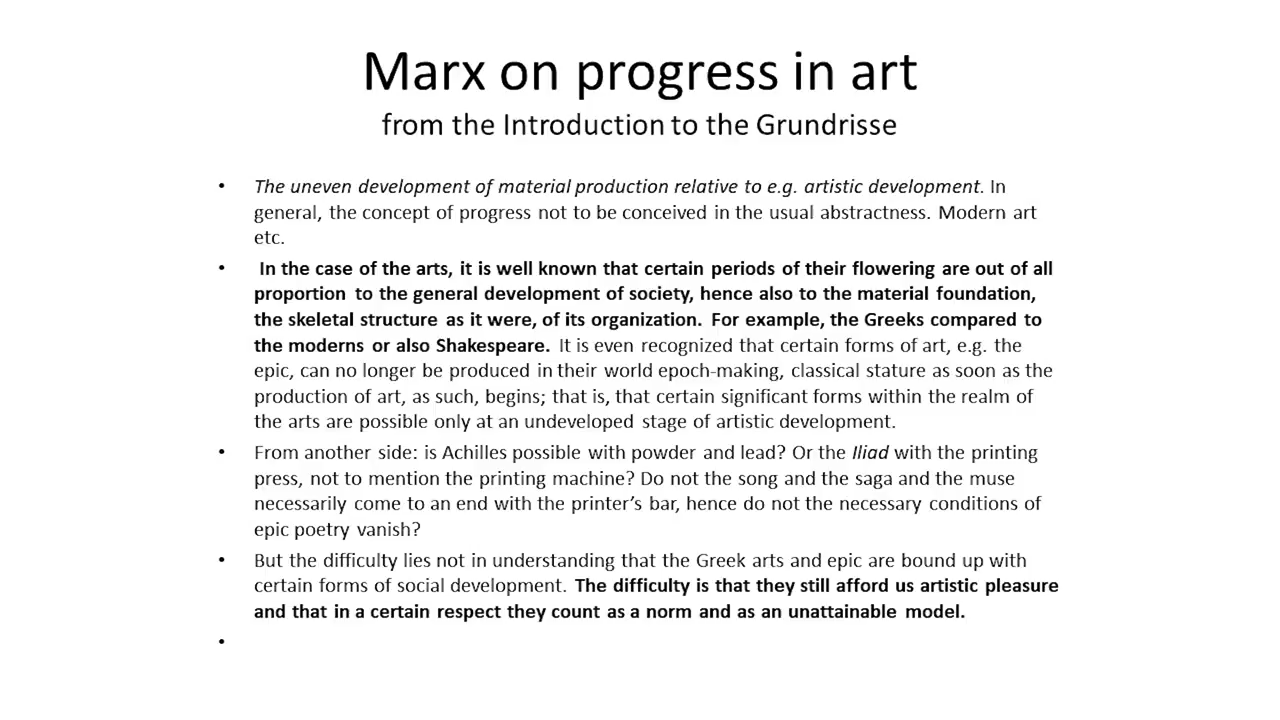 Marx on progress in art
from the Introduction to the Grundrisse
• The uneven development of material production relative to e.g. artistic development. In
general, the concept of progress not to be conceived in the usual abstractness. Modern art
etc.
• In the case of the arts, it is well known that certain periods of their flowering are out of all
proportion to the general development of society, hence also to the material foundation,
the skeletal structure as it were, of its organization. For example, the Greeks compared to
the moderns or also Shakespeare. It is even recognized that certain forms of art, e.g. the
epic, can no longer be produced in their world epoch-making, classical stature as soon as the
production of art, as such, begins; that is, that certain significant forms within the realm of
the arts are possible only at an undeveloped stage of artistic development.
• From another side: is Achilles possible with powder and lead? Or the Iliad with the printing
press, not to mention the printing machine? Do not the song and the saga and the muse
necessarily come to an end with the printer’s bar, hence do not the necessary conditions of
epic poetry vanish?
• But the difficulty lies not in understanding that the Greek arts and epic are bound up with
certain forms of social development. The difficulty is that they still afford us artistic pleasure
and that in a certain respect they count as a norm and as an unattainable model.
•